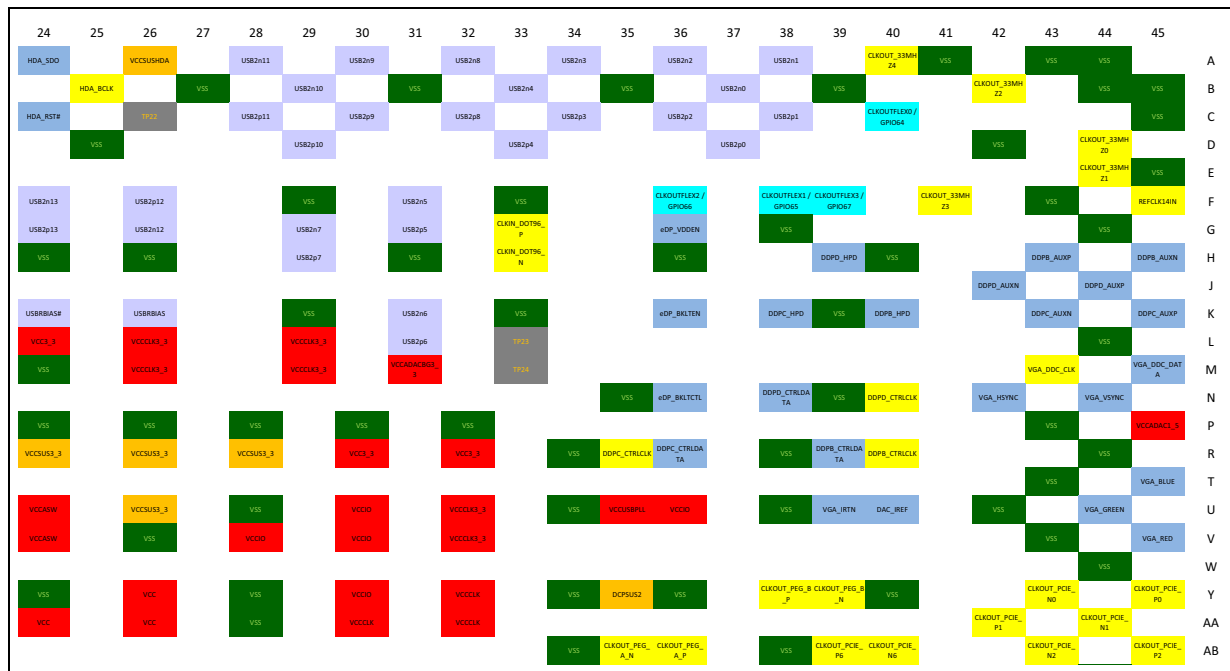 24 25 26 27 28 29 30 31 32 33 34 35 36 37 38 39 40 41 42 43 44 45
HDA_SDO VCCSUSHDA USB2n11 USB2n9 USB2n8 USB2n3 USB2n2 USB2n1 CLKOUT_33MHZ4 VSS VSS VSS A
HDA_BCLK VSS USB2n10 VSS USB2n4 VSS USB2n0 VSS CLKOUT_33MHZ2 VSS VSS B
HDA_RST# TP22 USB2p11 USB2p9 USB2p8 USB2p3 USB2p2 USB2p1 CLKOUTFLEX0 / GPIO64 VSS C
VSS USB2p10 USB2p4 USB2p0 VSS CLKOUT_33MHZ0 D
CLKOUT_33MHZ1 VSS E
USB2n13 USB2p12 VSS USB2n5 VSS CLKOUTFLEX2 / GPIO66 CLKOUTFLEX1 / GPIO65 CLKOUTFLEX3 / GPIO67 CLKOUT_33MHZ3 VSS REFCLK14IN F
USB2p13 USB2n12 USB2n7 USB2p5 CLKIN_DOT96_P eDP_VDDEN VSS VSS G
VSS VSS USB2p7 VSS CLKIN_DOT96_N VSS DDPD_HPD VSS DDPB_AUXP DDPB_AUXN H
DDPD_AUXN DDPD_AUXP J
USBRBIAS# USBRBIAS VSS USB2n6 VSS eDP_BKLTEN DDPC_HPD VSS DDPB_HPD DDPC_AUXN DDPC_AUXP K
VCC3_3 VCCCLK3_3 VCCCLK3_3 USB2p6 TP23 VSS L
VSS VCCCLK3_3 VCCCLK3_3 VCCADACBG3_3 TP24 VGA_DDC_CLK VGA_DDC_DATA M
VSS eDP_BKLTCTL DDPD_CTRLDATA VSS DDPD_CTRLCLK VGA_HSYNC VGA_VSYNC N
VSS VSS VSS VSS VSS VSS VCCADAC1_5 P
VCCSUS3_3 VCCSUS3_3 VCCSUS3_3 VCC3_3 VCC3_3 VSS DDPC_CTRLCLK DDPC_CTRLDATA VSS DDPB_CTRLDATA DDPB_CTRLCLK VSS R
VSS VGA_BLUE T
VCCASW VCCSUS3_3 VSS VCCIO VCCCLK3_3 VSS VCCUSBPLL VCCIO VSS VGA_IRTN DAC_IREF VSS VGA_GREEN U
VCCASW VSS VCCIO VCCIO VCCCLK3_3 VSS VGA_RED V
VSS W
VSS VCC VSS VCCIO VCCCLK VSS DCPSUS2 VSS CLKOUT_PEG_B_P CLKOUT_PEG_B_N VSS CLKOUT_PCIE_N0 CLKOUT_PCIE_P0 Y
VCC VCC VSS VCCCLK VCCCLK CLKOUT_PCIE_P1 CLKOUT_PCIE_N1 AA
VSS CLKOUT_PEG_A_N CLKOUT_PEG_A_P VSS CLKOUT_PCIE_P6 CLKOUT_PCIE_N6 CLKOUT_PCIE_N2 CLKOUT_PCIE_P2 AB